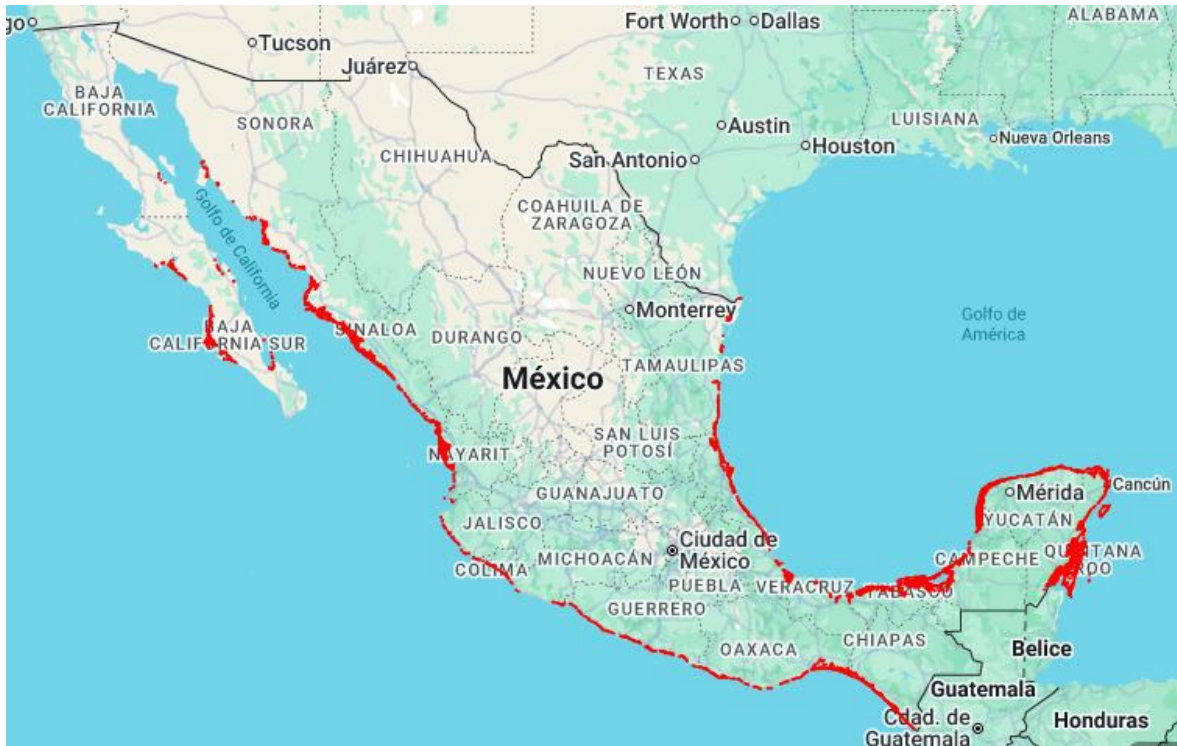 go
Tucson
Juárez
Fort Worth
Dallas
ALABAMA
TEXAS
BAJA
CALIFORNIA
SONORA
CHIHUAHUA
Austin
San Antonio
Houston
LUISIANA
Nueva Orleans
COAHUILA DE
ZARAGOZA
Golfo de California
NUEVO LEÓN
Monterrey
Golfo de
América
BAJA
CALIFORNIA SUR
SINALOA
DURANGO
TAMAULIPAS
México
SAN LUIS
POTOSÍ
NAYARIT
GUANAJUATO
Mérida
Cancún
YUCATÁN
JALISCO
Ciudad de
México
COLIMA
MICHOACÁN
PUEBLA
VERACRUZ
TABASCO
CAMPECHE
QUINTANA
ROO
GUERRERO
OAXACA
CHIAPAS
Belice
Guatemala
Cdad. de
Guatemala
Honduras